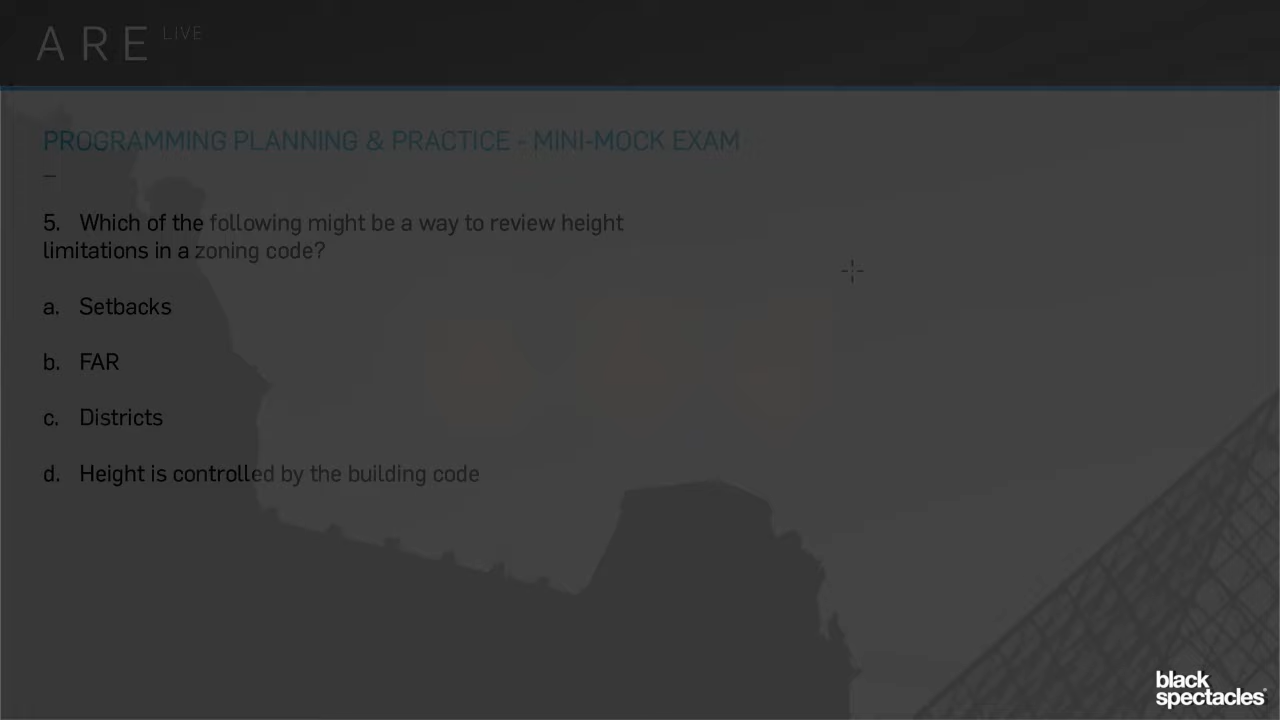 ARE LIVE
PROGRAMMING PLANNING & PRACTICE - MINI-MOCK EXAM
5. Which of the following might be a way to review height
limitations in a zoning code?
a. Setbacks
b. FAR
c. Districts
d. Height is controlled by the building code
black
spectacles